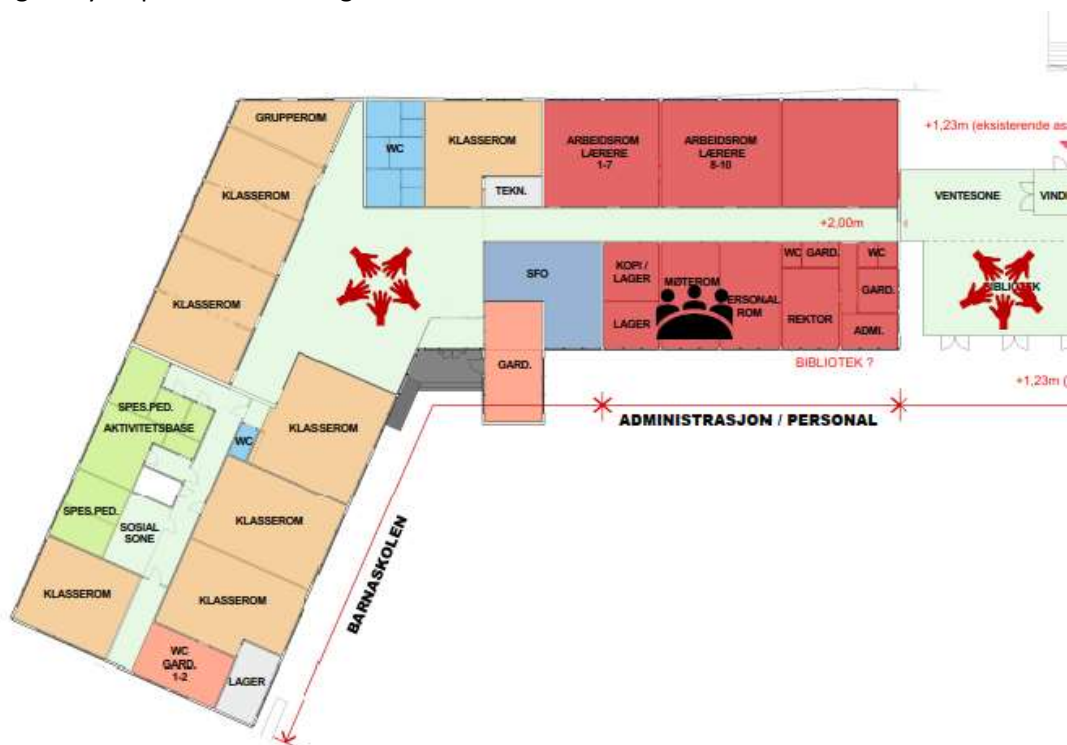 GRUPPEROM
WC
KLASSEROM
TEKN.
ARBEIDSROM
LÆRERE
1-7
ARBEIDSROM
LÆRERE
8-10
+1,23m (eksisterende as
KLASSEROM
VENTESONE
VIND
+2,00m
KLASSEROM
SFO
KOPI /
LAGER
MØTEROM
PERSONAL
ROM
WC
GARD.
WC
GARD.
BIBLIOTEK
LAGER
REKTOR
ADMI.
GARD.
BIBLIOTEK ?
+1,23m (
ADMINISTRASJON / PERSONAL
SPES.PED.
AKTIVITETSBASE
WC
KLASSEROM
SPES.PED.
SOSIAL
SONE
KLASSEROM
KLASSEROM
KLASSEROM
BARNASKOLEN
WC
GARD.
1-2
LAGER